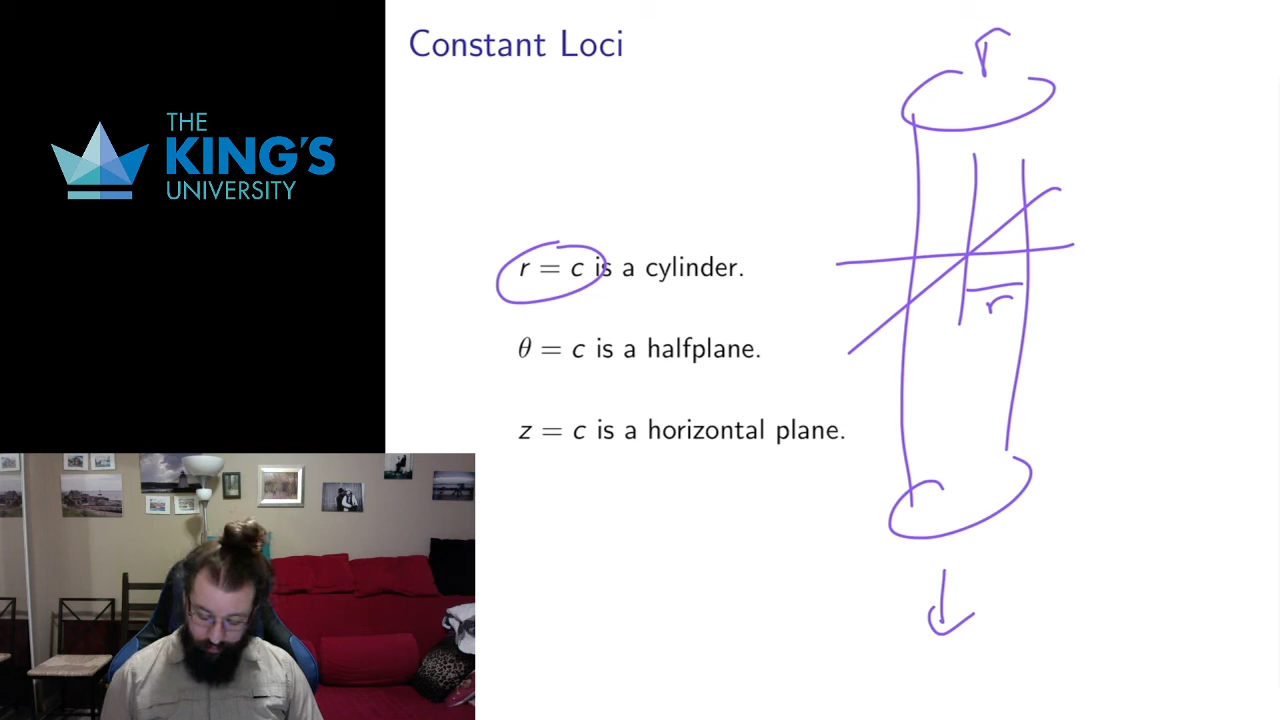 Constant Loci
THE
KING'S
UNIVERSITY
r = c is a cylinder.
θ = c is a halfplane.
z = c is a horizontal plane.
r